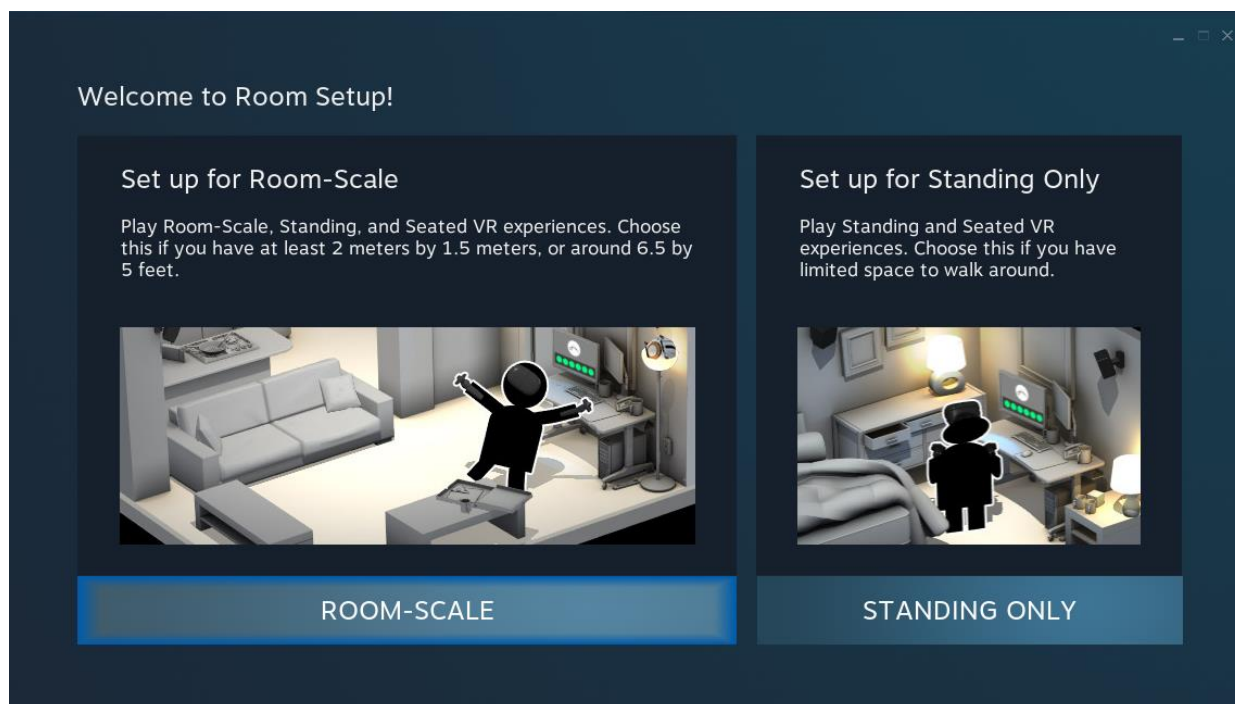 Welcome to Room Setup!
Set up for Room-Scale
Play Room-Scale, Standing, and Seated VR experiences. Choose
this if you have at least 2 meters by 1.5 meters, or around 6.5 by
5 feet.
ROOM-SCALE
Set up for Standing Only
Play Standing and Seated VR
experiences. Choose this if you have
limited space to walk around.
STANDING ONLY